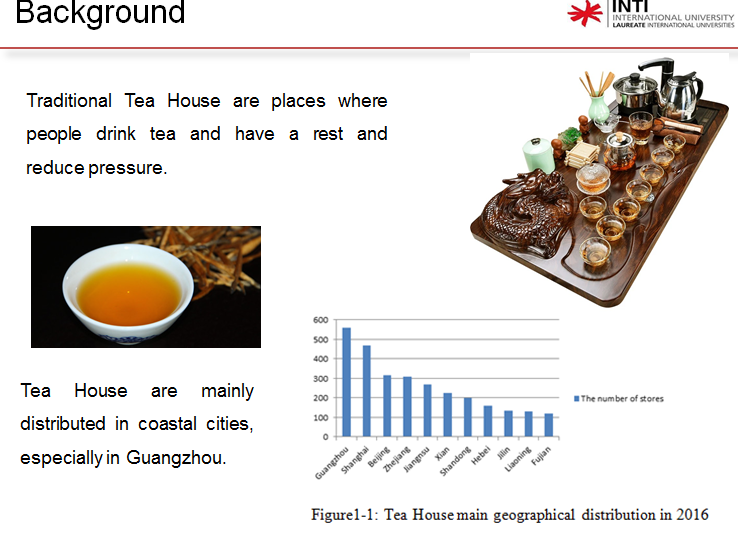 Background
INTI
INTERNATIONAL UNIVERSITY
LAUREATE INTERNATIONAL UNIVERSITIES
Traditional Tea House are places where
people drink tea and have a rest and
reduce pressure.
Tea House are mainly
distributed in coastal cities,
especially in Guangzhou.
600
500
400
300
200
100
0
Guangzhou
Shanghai
Beijing
Zhejiang
Jiangnsu
Xian
Shandong
Hebei
Jilin
Liaoning
Fujian
The number of stores
Figure1-1: Tea House main geographical distribution in 2016